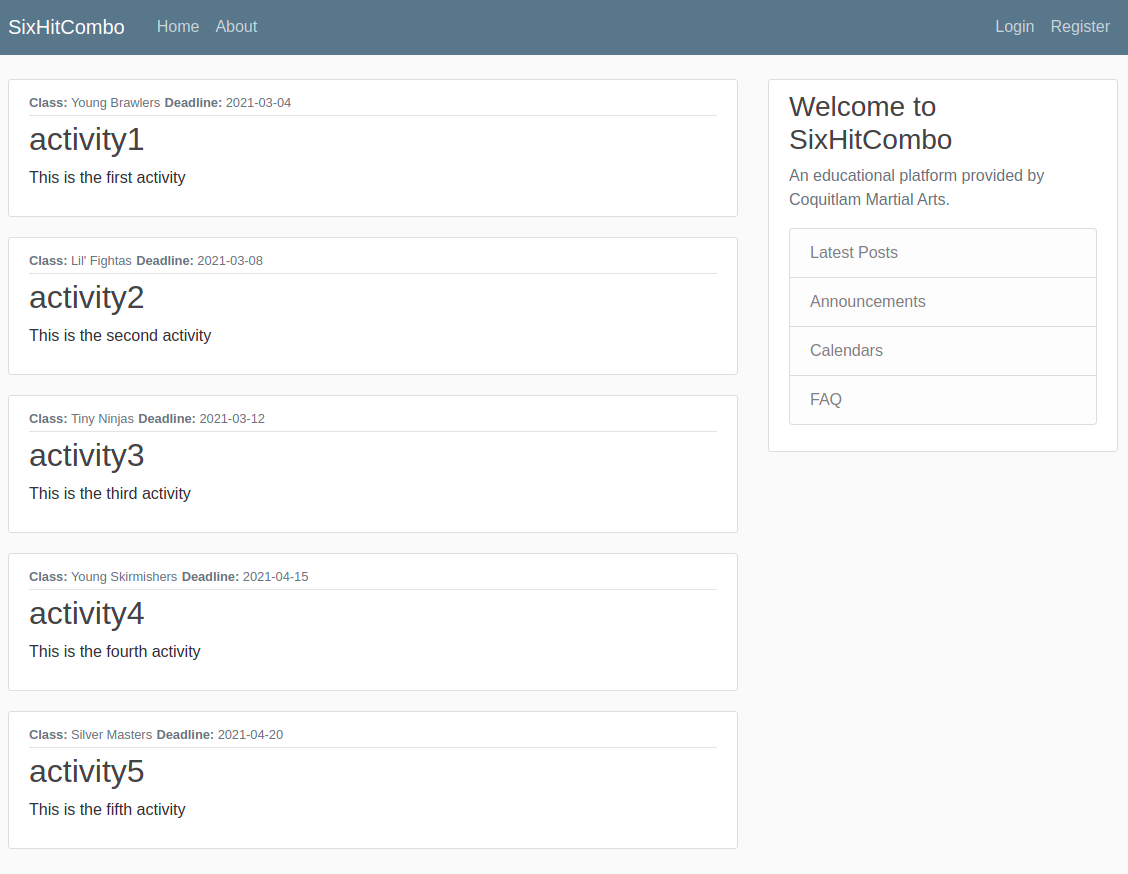 SixHitCombo Home About Login Register
Class: Young Brawlers Deadline: 2021-03-04
activity1
This is the first activity
Class: Lil' Fightas Deadline: 2021-03-08
activity2
This is the second activity
Class: Tiny Ninjas Deadline: 2021-03-12
activity3
This is the third activity
Class: Young Skirmishers Deadline: 2021-04-15
activity4
This is the fourth activity
Class: Silver Masters Deadline: 2021-04-20
activity5
This is the fifth activity
Welcome to
SixHitCombo
An educational platform provided by
Coquitlam Martial Arts.
Latest Posts
Announcements
Calendars
FAQ